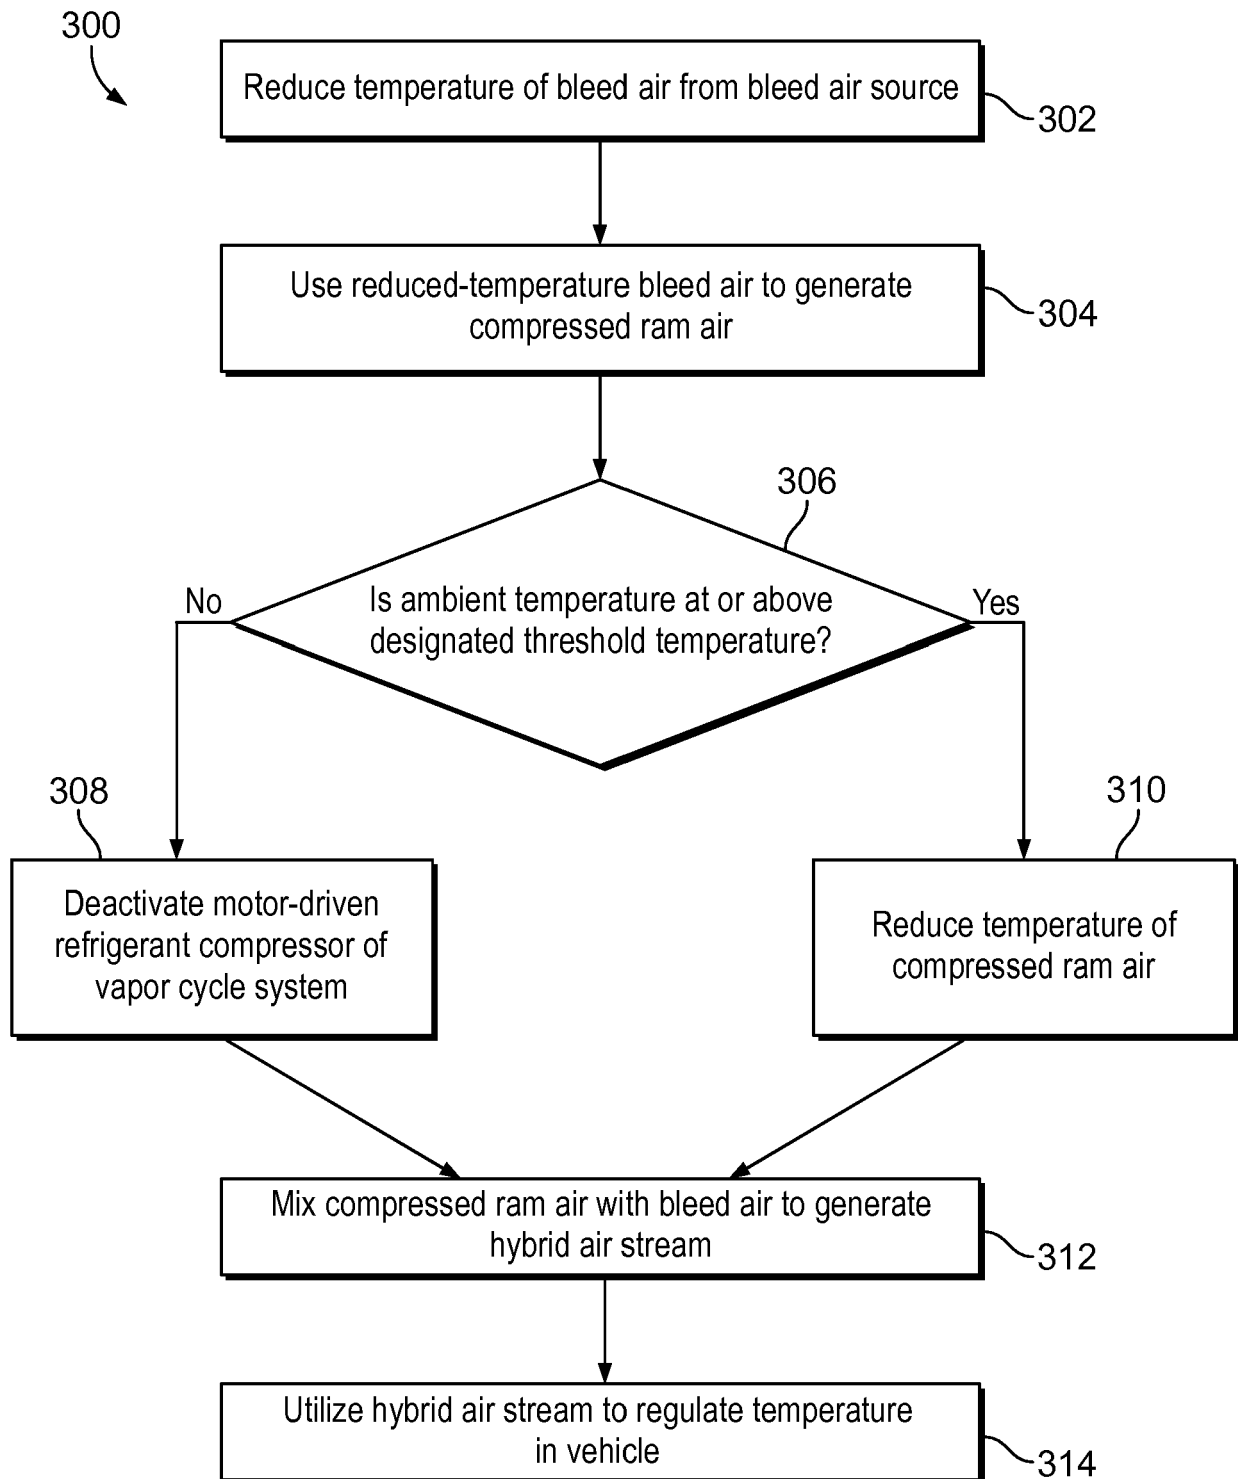 300
Reduce temperature of bleed air from bleed air source
302
Use reduced-temperature bleed air to generate
compressed ram air
304
306
Is ambient temperature at or above
designated threshold temperature?
No
Yes
308
Deactivate motor-driven
refrigerant compressor of
vapor cycle system
310
Reduce temperature of
compressed ram air
Mix compressed ram air with bleed air to generate
hybrid air stream
312
Utilize hybrid air stream to regulate temperature
in vehicle
314